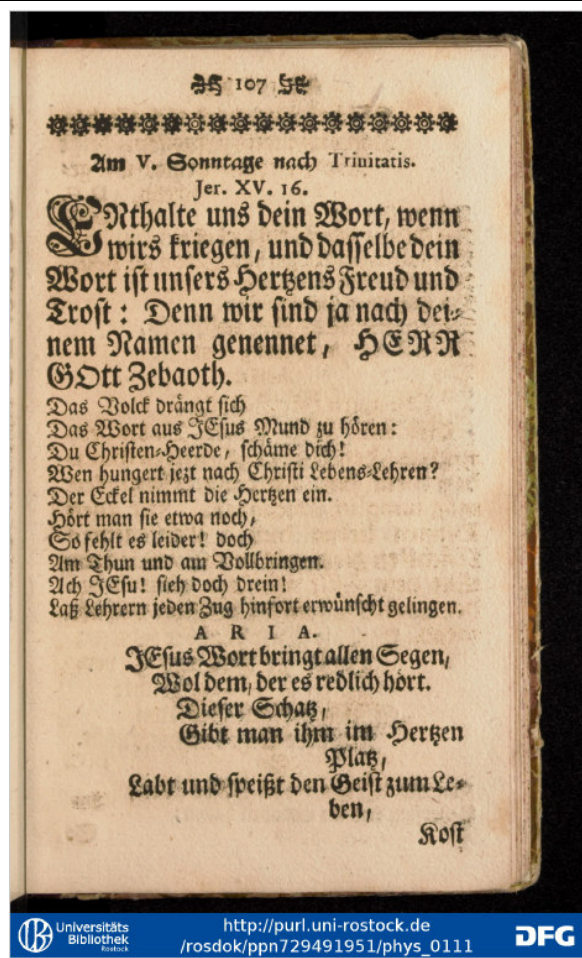 107
Am V. Sonntage nach Trinitatis.
Jer. XV. 16.
ENthalte uns dein Wort, wenn
wirs kriegen, und dasselbe dein
Wort ist unsers Hertzens Freud und
Trost: Denn wir sind ja nach dei-
nem Namen genennet, HERR
GOtt Zebaoth.
Das Volck drängt sich
Das Wort aus JEsus Mund zu hören:
Du Christen-Heerde, schäme dich!
Wen hungert jezt nach Christi Lebens-Lehren?
Der Eckel nimmt die Hertzen ein.
Hört man sie etwa noch,
So fehlt es leider! doch
Am Thun und am Vollbringen.
Ach JEsu! sieh doch drein!
Laß Lehrern jeden Zug hinfort erwünscht gelingen.
ARIA.
JEsus Wort bringt allen Segen,
Wol dem, der es redlich hört.
Dieser Schatz,
Gibt man ihm im Hertzen
Platz,
Labt und speißt den Geist zum Le-
ben,
Kost
Universitäts
Bibliothek
Rostock
http://purl.uni-rostock.de
/rosdok/ppn729491951/phys_0111
DFG